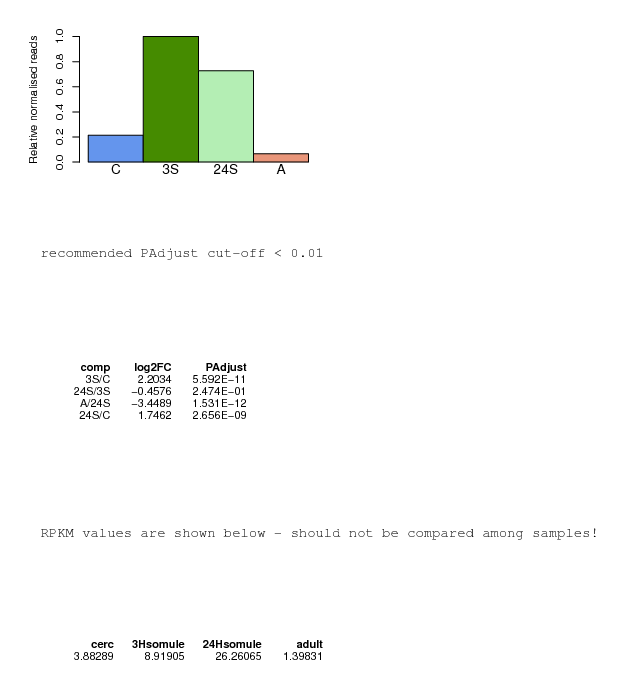 Relative normalised reads
1.0
0.8
0.6
0.4
0.2
0.0
C 3S 24S A
recommended PAdjust cut-off < 0.01
comp log2FC PAdjust
3S/C 2.2034 5.592E-11
24S/3S -0.4576 2.474E-01
A/24S -3.4489 1.531E-12
24S/C 1.7462 2.656E-09
RPKM values are shown below - should not be compared among samples!
cerc 3Hsomule 24Hsomule adult
3.88289 8.91905 26.26065 1.39831